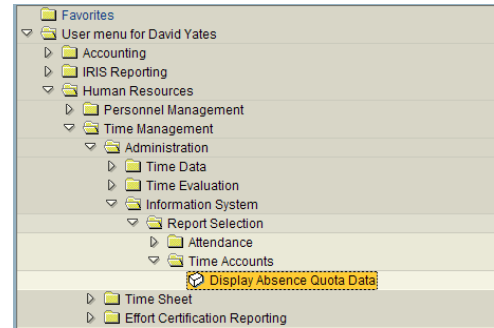 Favorites
User menu for David Yates
Accounting
IRIS Reporting
Human Resources
Personnel Management
Time Management
Administration
Time Data
Time Evaluation
Information System
Report Selection
Attendance
Time Accounts
Display Absence Quota Data
Time Sheet
Effort Certification Reporting